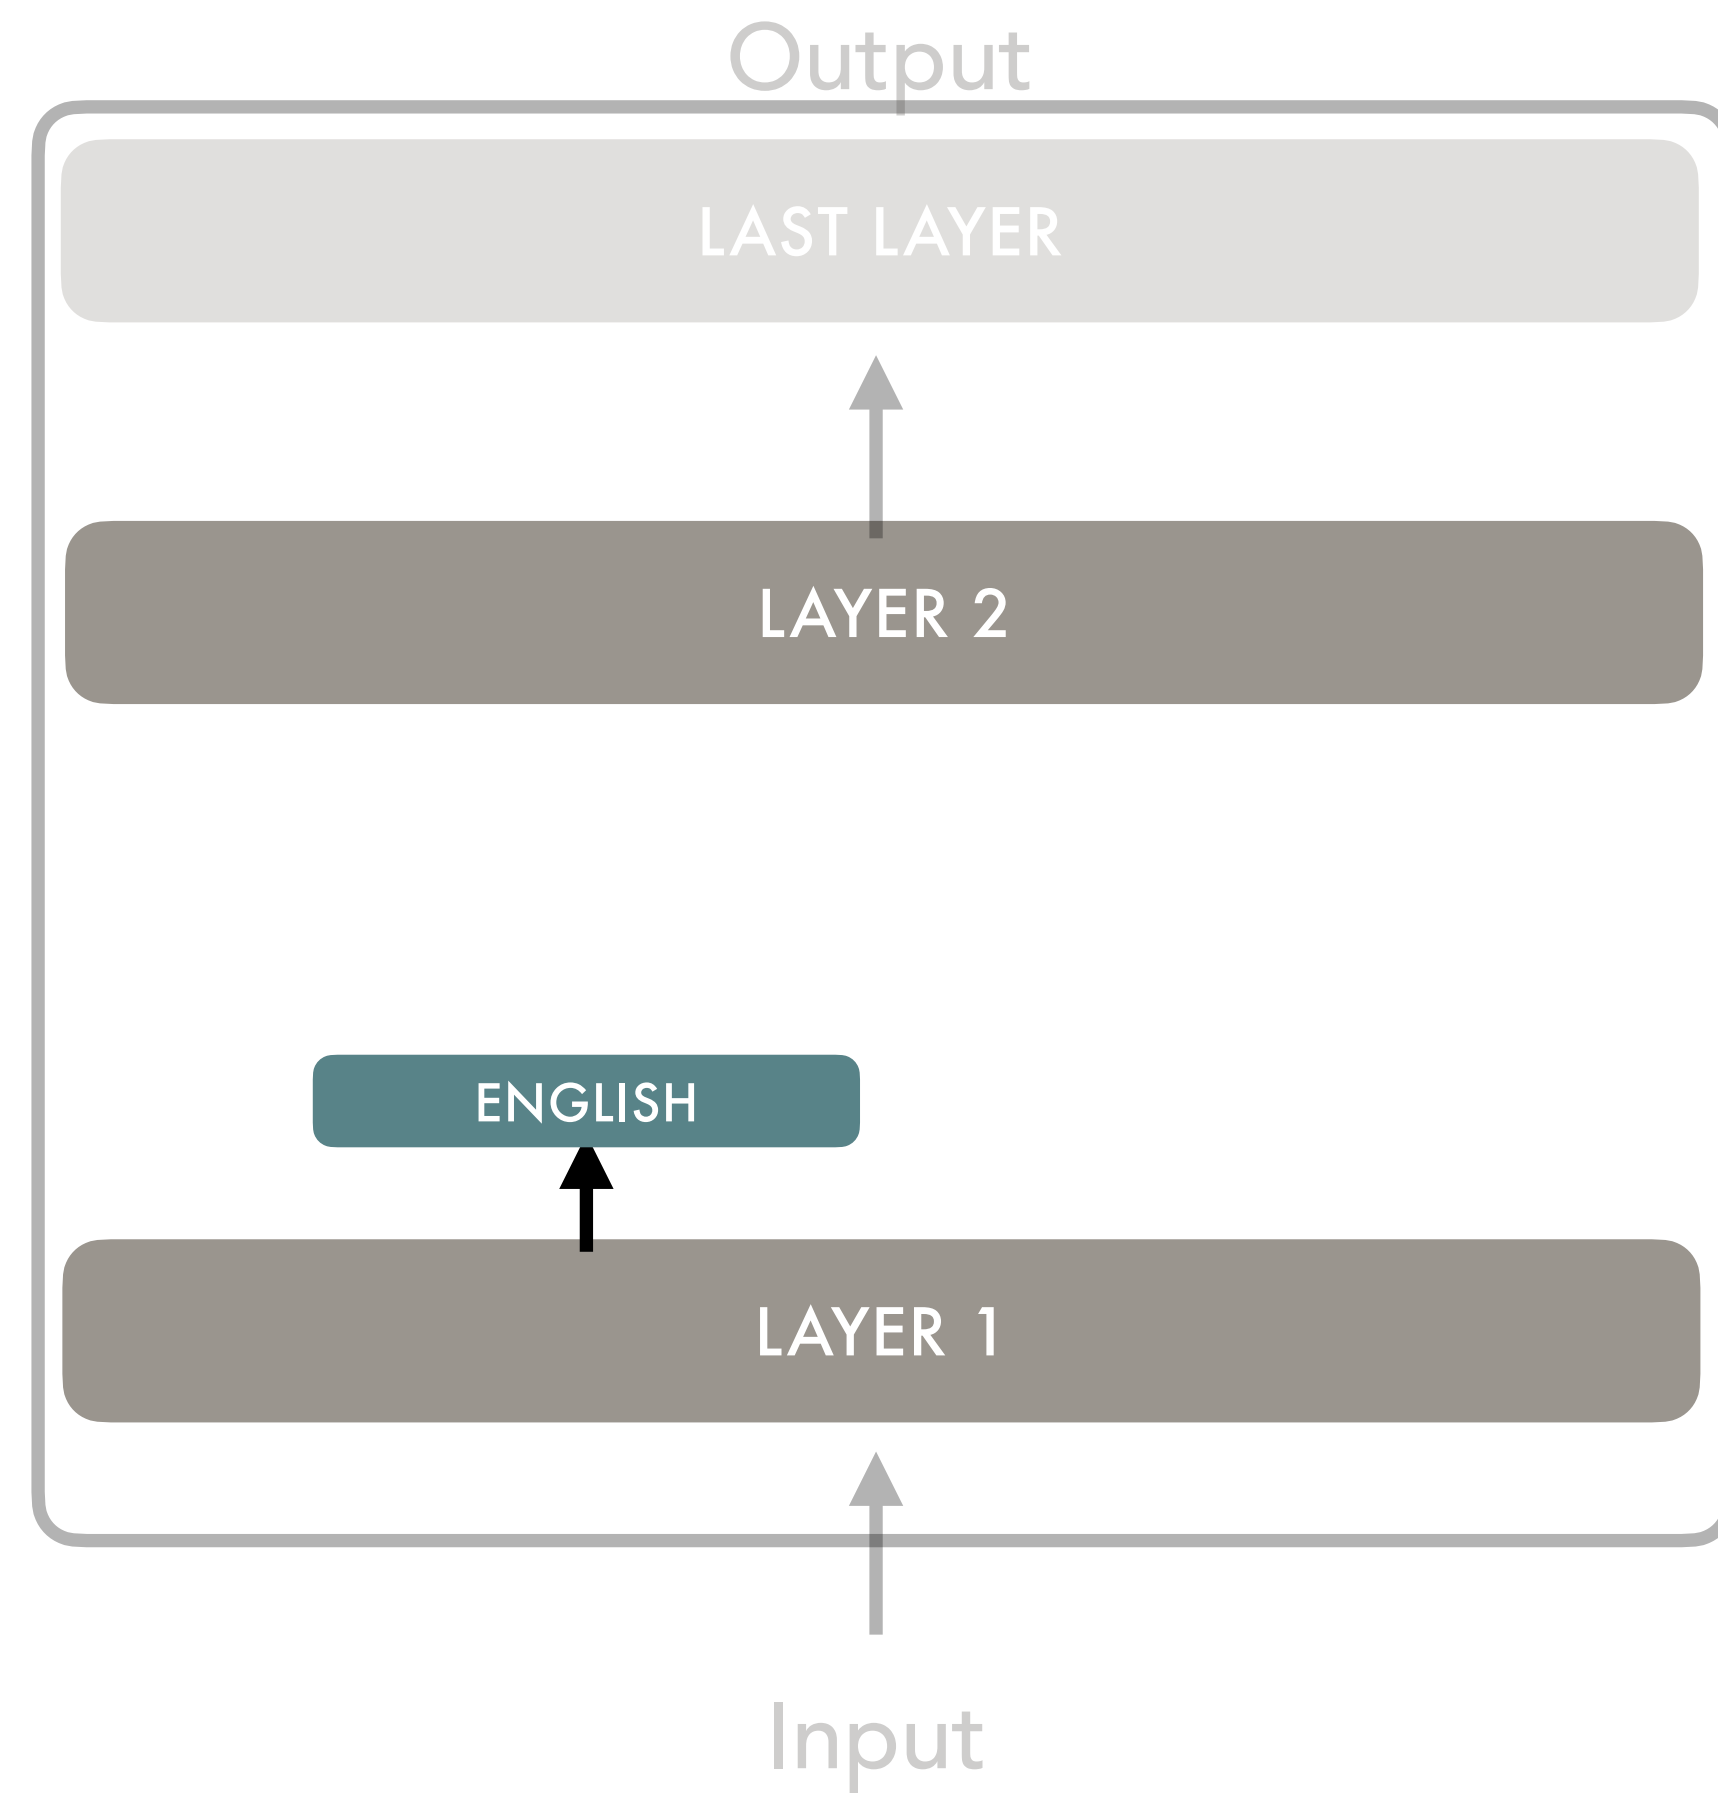 Output
LAST LAYER
LAYER 2
ENGLISH
LAYER 1
Input